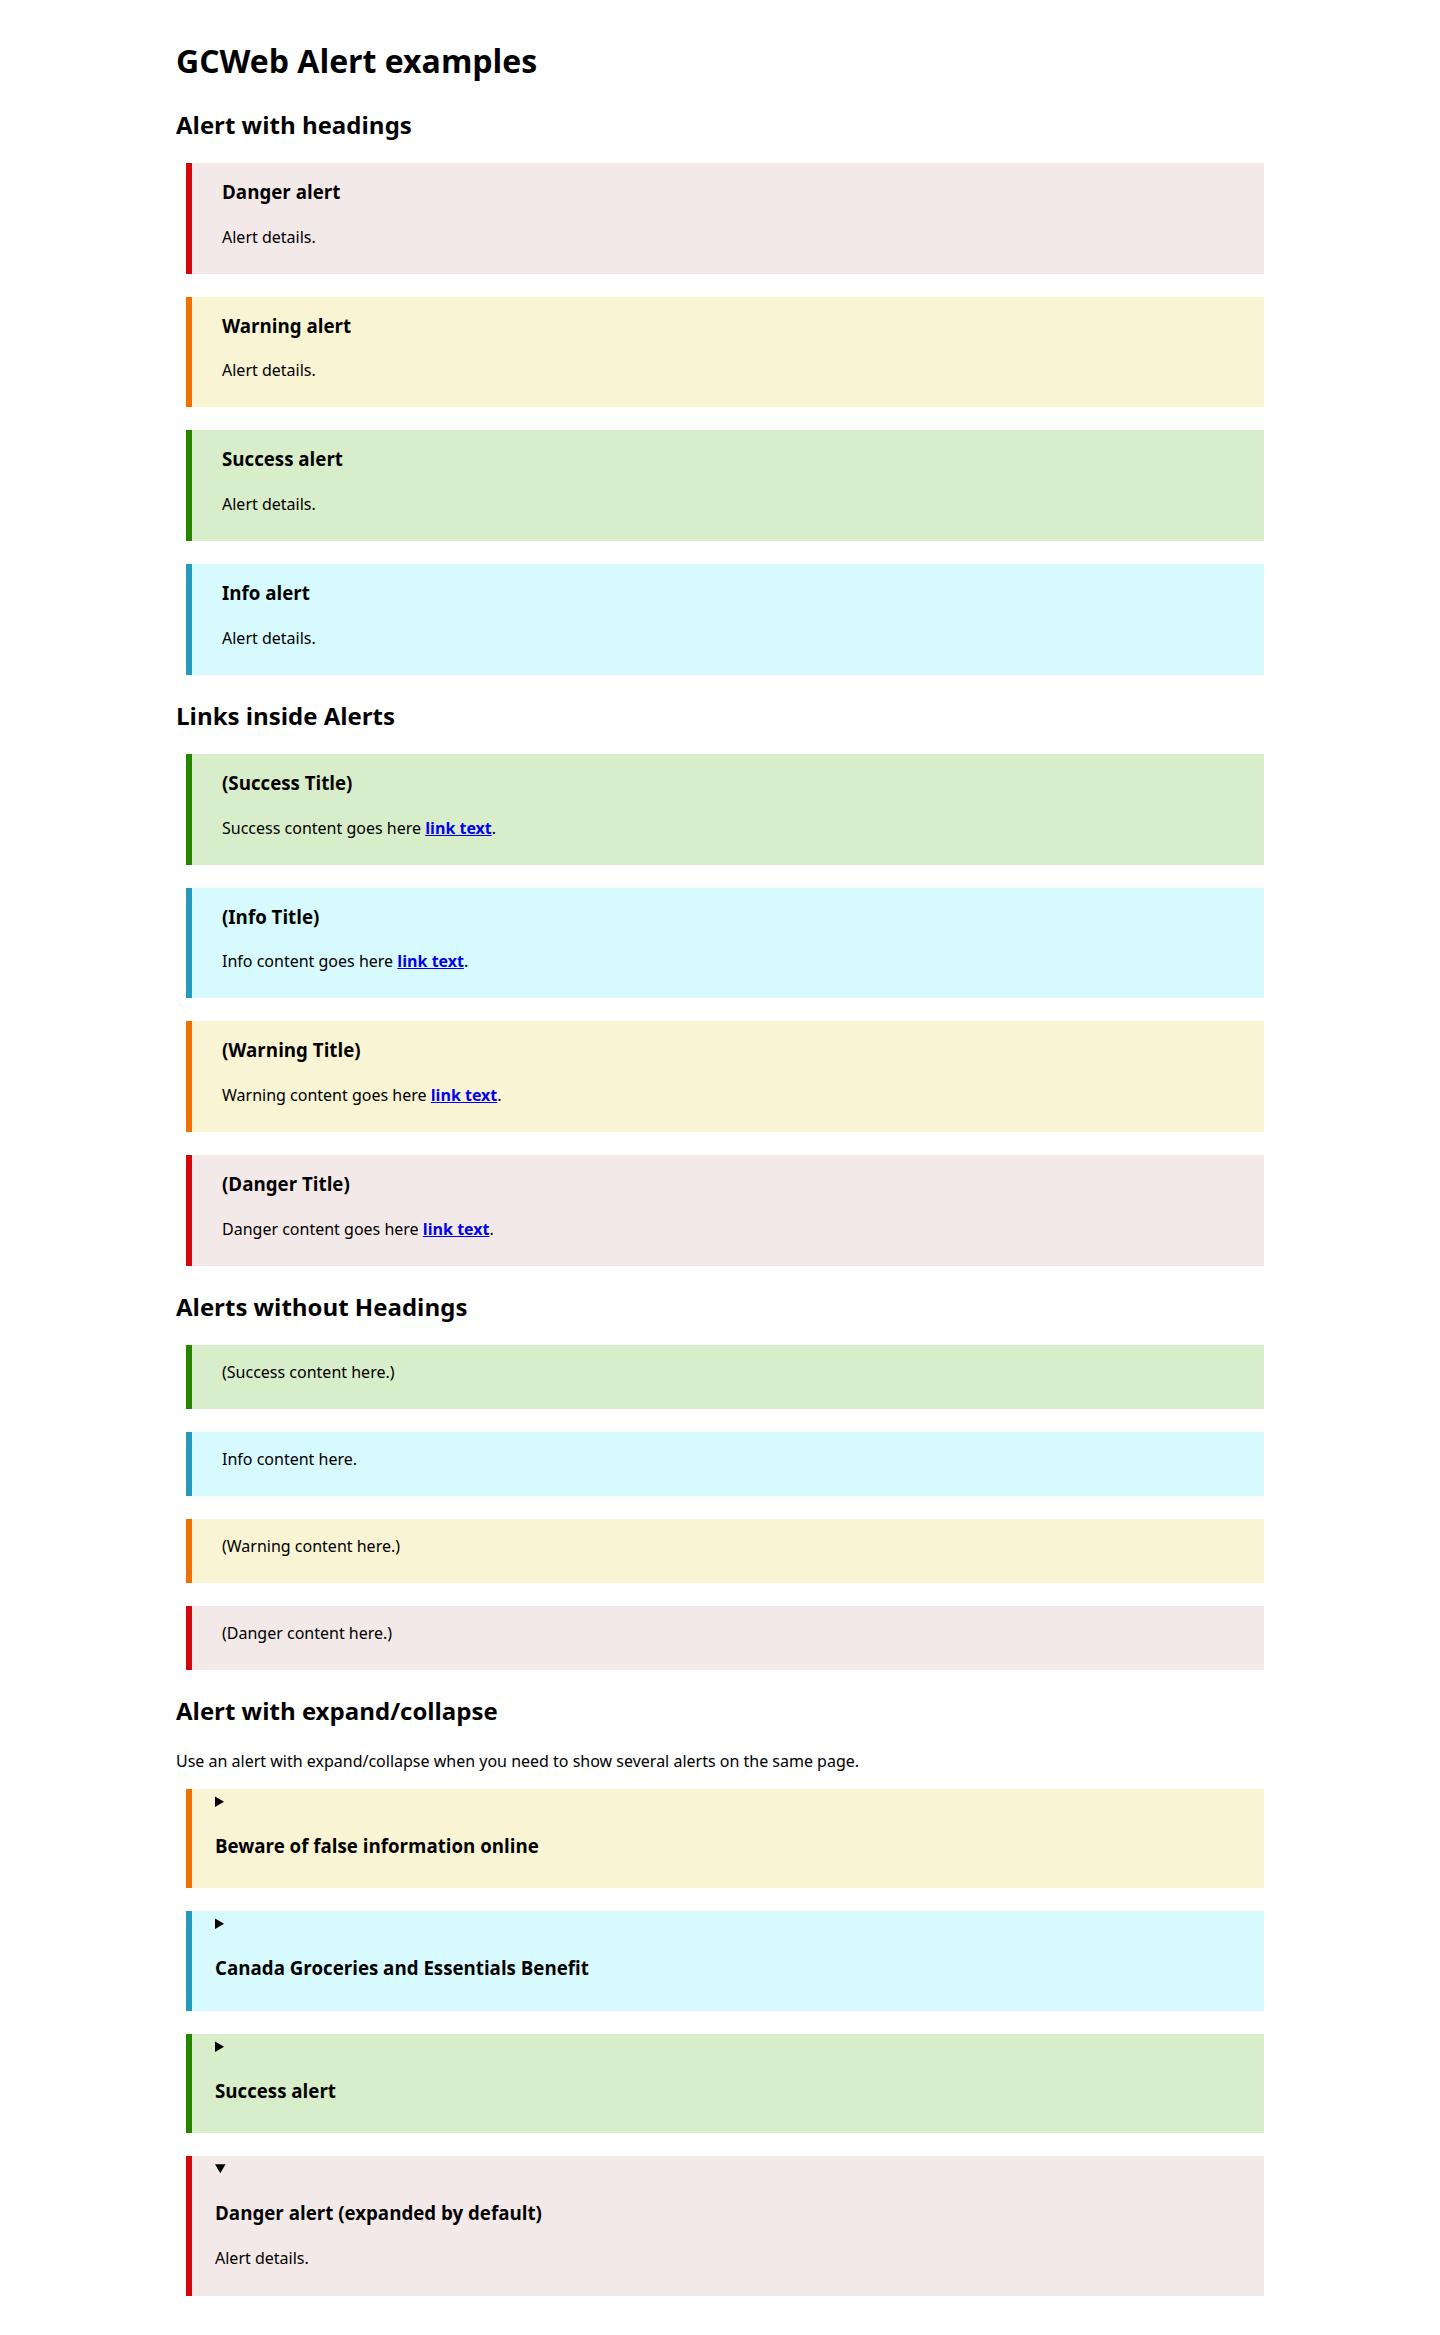 GCWeb Alert examples
Alert with headings
Danger alert
Alert details.
Warning alert
Alert details.
Success alert
Alert details.
Info alert
Alert details.
Links inside Alerts
(Success Title)
Success content goes here link text.
(Info Title)
Info content goes here link text.
(Warning Title)
Warning content goes here link text.
(Danger Title)
Danger content goes here link text.
Alerts without Headings
(Success content here.)
Info content here.
(Warning content here.)
(Danger content here.)
Alert with expand/collapse
Use an alert with expand/collapse when you need to show several alerts on the same page.
Beware of false information online
Canada Groceries and Essentials Benefit
Success alert
Danger alert (expanded by default)
Alert details.